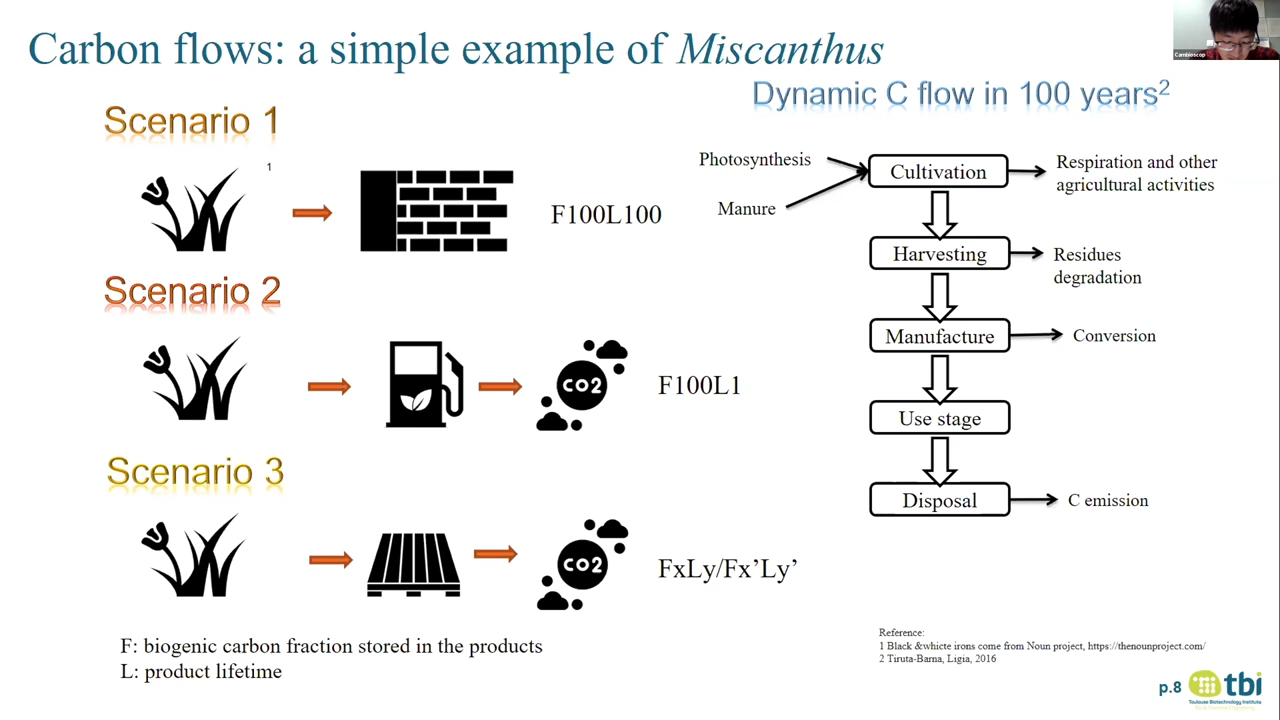 Carbon flows: a simple example of Miscanthus
Cambioscop
Dynamic C flow in 100 years²
Scenario 1
1
F100L100
Scenario 2
CO2
F100L1
Scenario 3
CO2
FxLy/Fx’Ly’
F: biogenic carbon fraction stored in the products
L: product lifetime
Photosynthesis
Manure
Cultivation
Respiration and other
agricultural activities
Harvesting
Residues
degradation
Manufacture
Conversion
Use stage
Disposal
C emission
Reference:
1 Black &whicte irons come from Noun project, https://thenounproject.com/
2 Tiruta-Barna, Ligia, 2016
p.8
tbi
Toulouse Biotechnology Institute